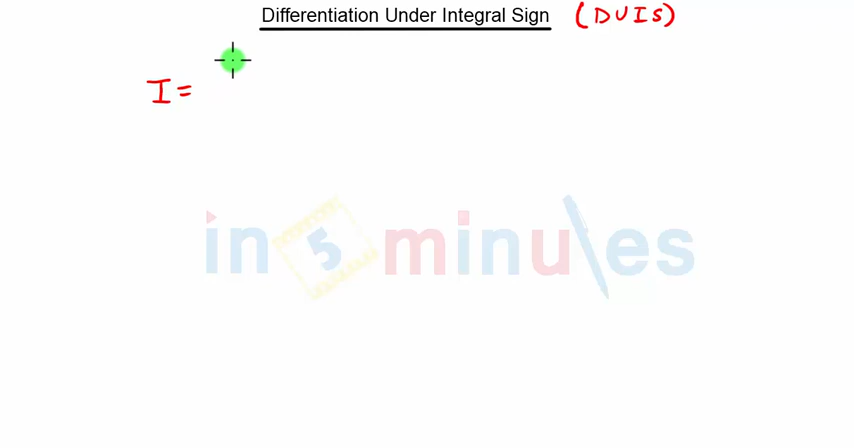 Differentiation Under Integral Sign (DUIS)
I =
in 5 minutes